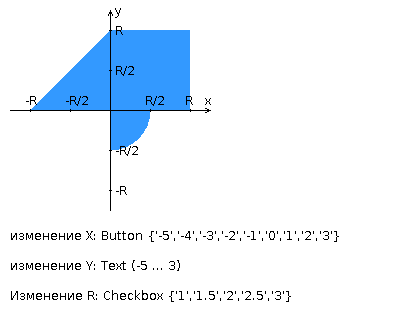 y
R
R/2
-R -R/2 R/2 R x
-R/2
-R
изменение X: Button {'-5','-4','-3','-2','-1','0','1','2','3'}
изменение Y: Text (-5 ... 3)
Изменение R: Checkbox {'1','1.5','2','2.5','3'}